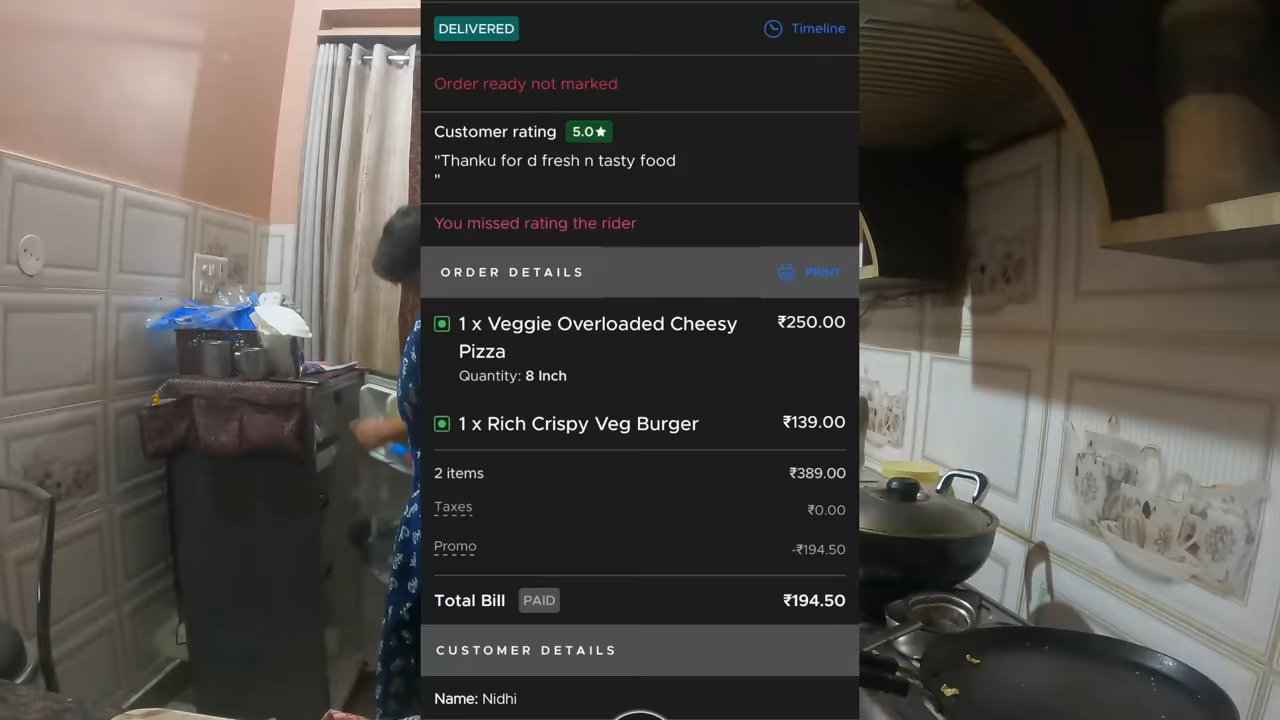 DELIVERED
Timeline
Order ready not marked
Customer rating 5.0★
"Thanku for d fresh n tasty food
"
You missed rating the rider
ORDER DETAILS
PRINT
1 x Veggie Overloaded Cheesy ₹250.00
Pizza
Quantity: 8 Inch
1 x Rich Crispy Veg Burger ₹139.00
2 items ₹389.00
Taxes ₹0.00
Promo -₹194.50
Total Bill PAID ₹194.50
CUSTOMER DETAILS
Name: Nidhi